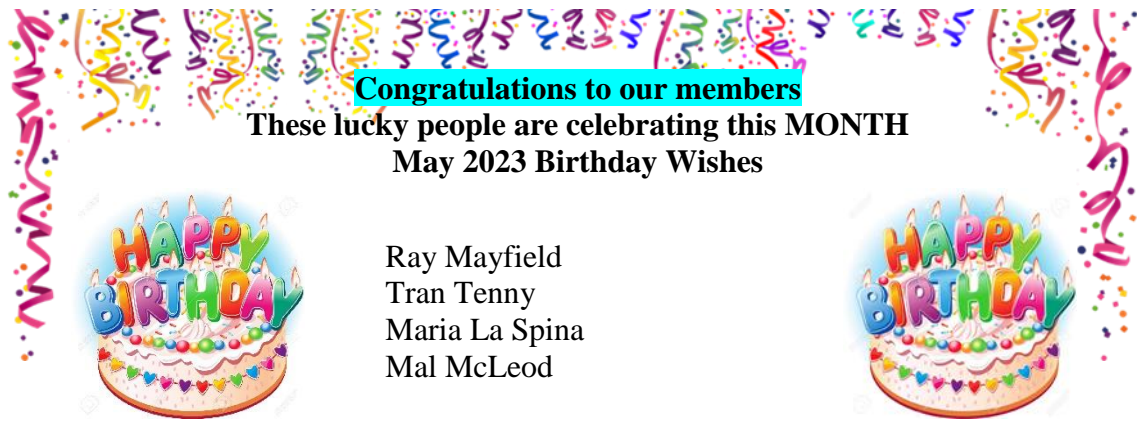 Congratulations to our members
These lucky people are celebrating this MONTH
May 2023 Birthday Wishes
HAPPY
BIRTHDAY
Ray Mayfield
Tran Tenny
Maria La Spina
Mal McLeod
HAPPY
BIRTHDAY